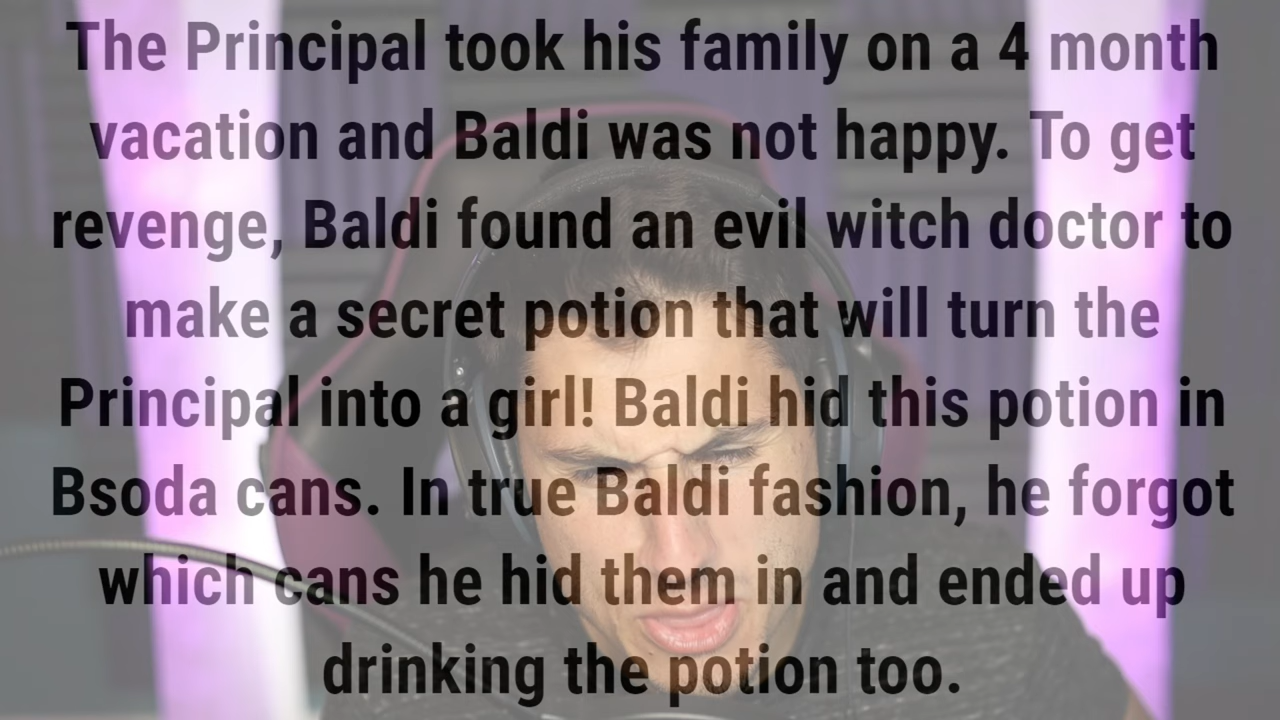 The Principal took his family on a 4 month
vacation and Baldi was not happy. To get
revenge, Baldi found an evil witch doctor to
make a secret potion that will turn the
Principal into a girl! Baldi hid this potion in
Bsoda cans. In true Baldi fashion, he forgot
which cans he hid them in and ended up
drinking the potion too.